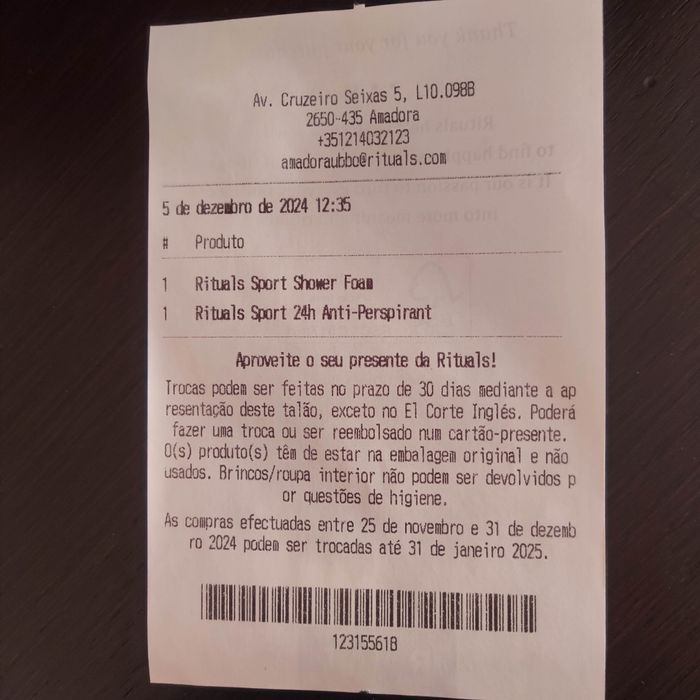 Av. Cruzeiro Seixas 5, L10.098B
2650-435 Amadora
+351214032123
amadoraubbo@rituals.com
5 de dezembro de 2024 12:35
# Produto
1 Rituals Sport Shower Foam
1 Rituals Sport 24h Anti-Perspirant
Aproveite o seu presente da Rituals!
Trocas podem ser feitas no prazo de 30 dias mediante a ap
resentação deste talão, exceto no El Corte Inglés. Poderá
fazer uma troca ou ser reembolsado num cartão-presente.
O(s) produto(s) têm de estar na embalagem original e não
usados. Brincos/roupa interior não podem ser devolvidos p
or questões de higiene.
As compras efectuadas entre 25 de novembro e 31 de dezemb
ro 2024 podem ser trocadas até 31 de janeiro 2025.
123155618